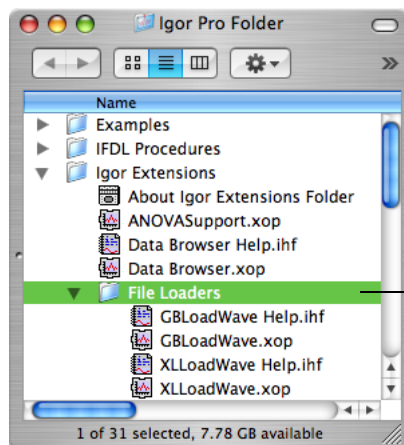 Igor Pro Folder
Name
Examples
IFDL Procedures
Igor Extensions
About Igor Extensions Folder
ANOVASupport.xop
Data Browser Help.ihf
Data Browser.xop
File Loaders
GBLoadWave Help.ihf
GBLoadWave.xop
XLLoadWave Help.ihf
XLLoadWave.xop
1 of 31 selected, 7.78 GB available